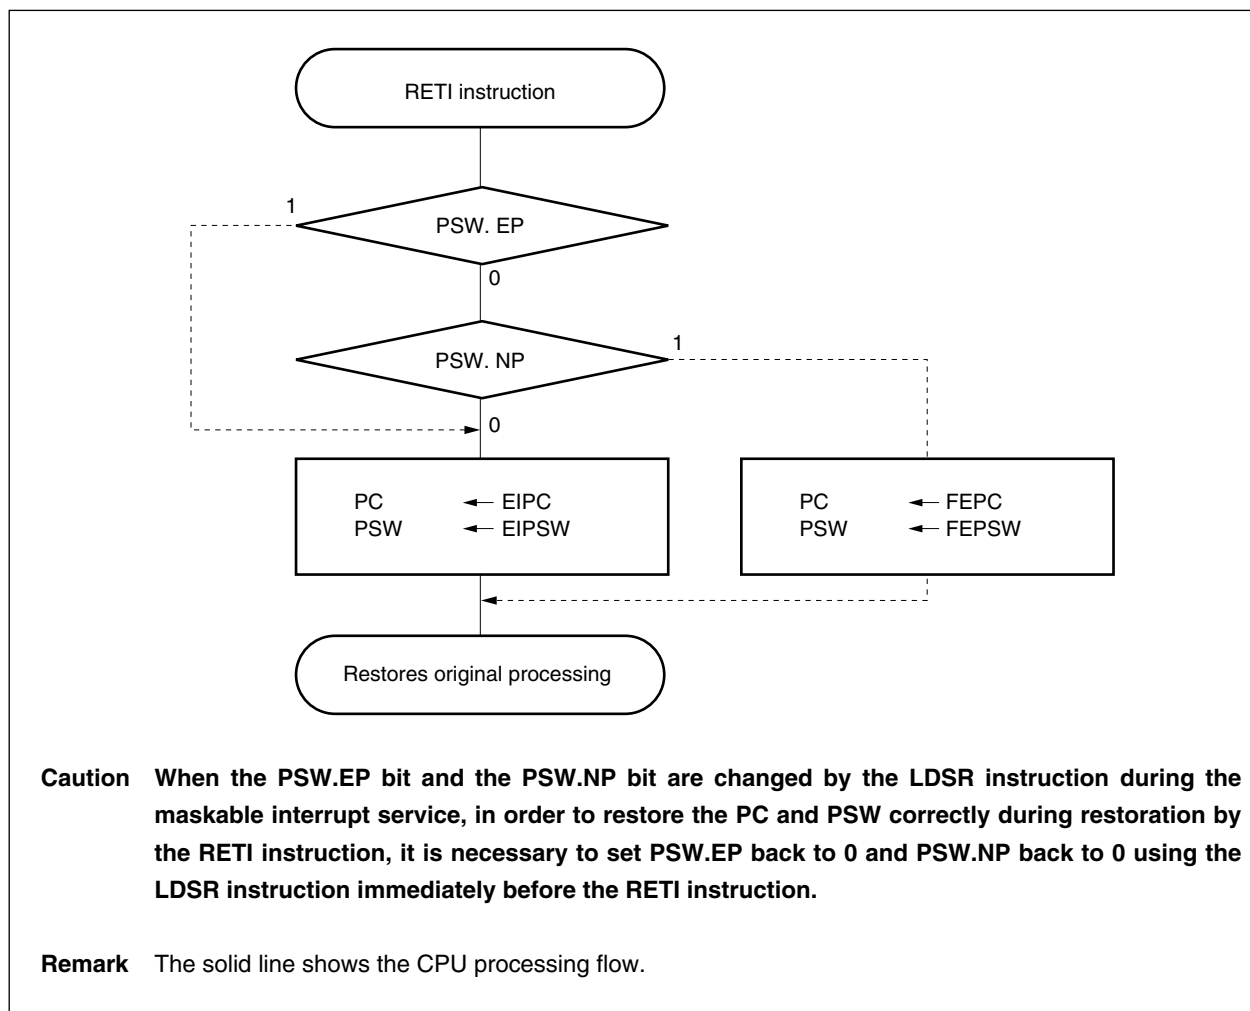 RETI instruction
1
PSW. EP
0
1
PSW. NP
0
PC ← EIPC
PSW ← EIPSW
PC ← FEPC
PSW ← FEPSW
Restores original processing
Caution When the PSW.EP bit and the PSW.NP bit are changed by the LDSR instruction during the
maskable interrupt service, in order to restore the PC and PSW correctly during restoration by
the RETI instruction, it is necessary to set PSW.EP back to 0 and PSW.NP back to 0 using the
LDSR instruction immediately before the RETI instruction.
Remark The solid line shows the CPU processing flow.